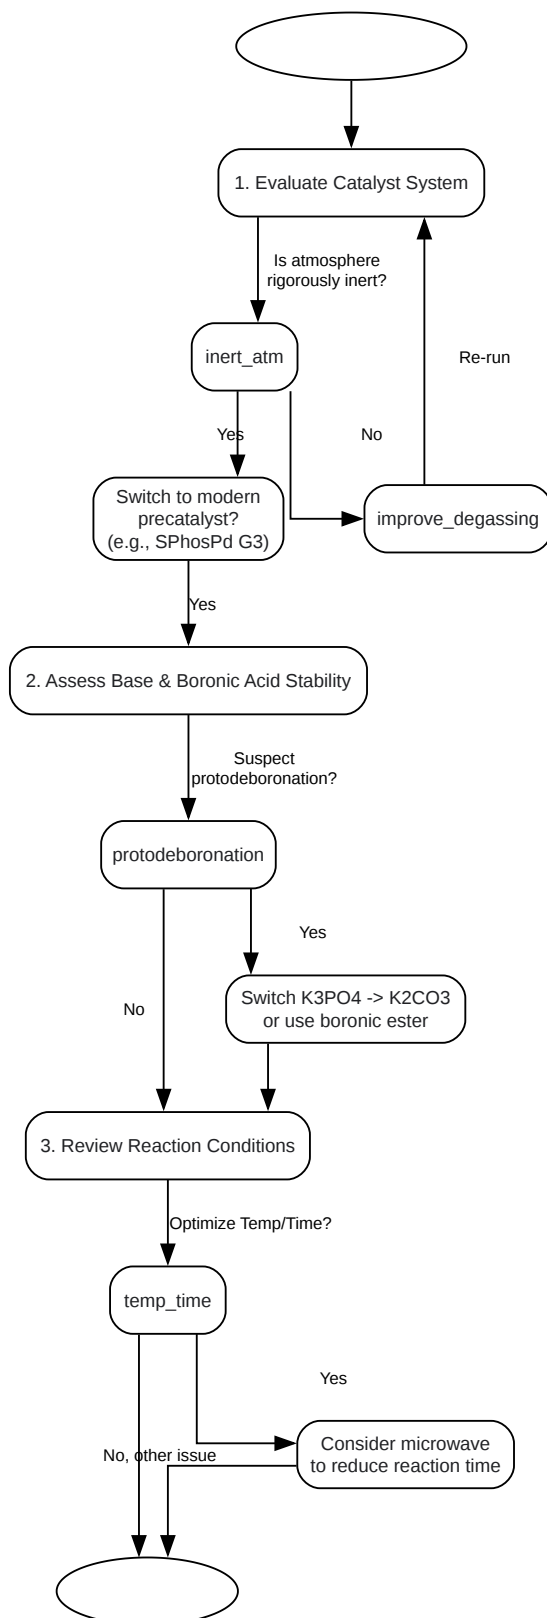 1. Evaluate Catalyst System
Is atmosphere
rigorously inert?
inert_atm
Re-run
Yes
No
Switch to modern
precatalyst?
(e.g., SPhosPd G3)
improve_degassing
Yes
2. Assess Base & Boronic Acid Stability
Suspect
protodeboronation?
protodeboronation
Yes
No
Switch K3PO4 -> K2CO3
or use boronic ester
3. Review Reaction Conditions
Optimize Temp/Time?
temp_time
Yes
No, other issue
Consider microwave
to reduce reaction time